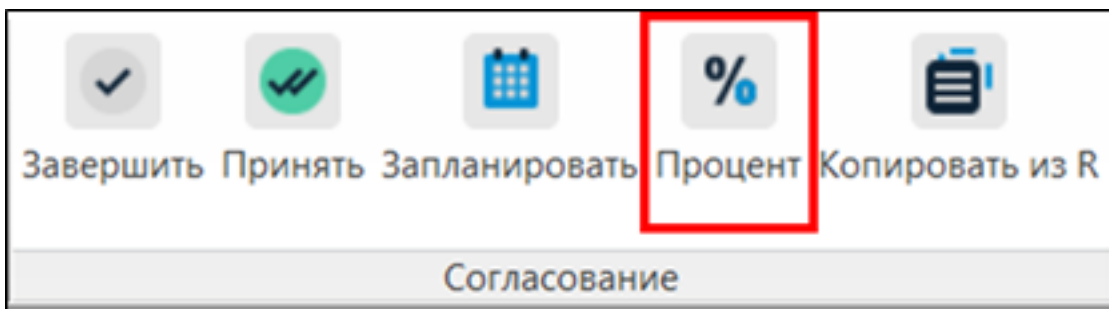 %
Завершить Принять Запланировать Процент Копировать из R
Согласование